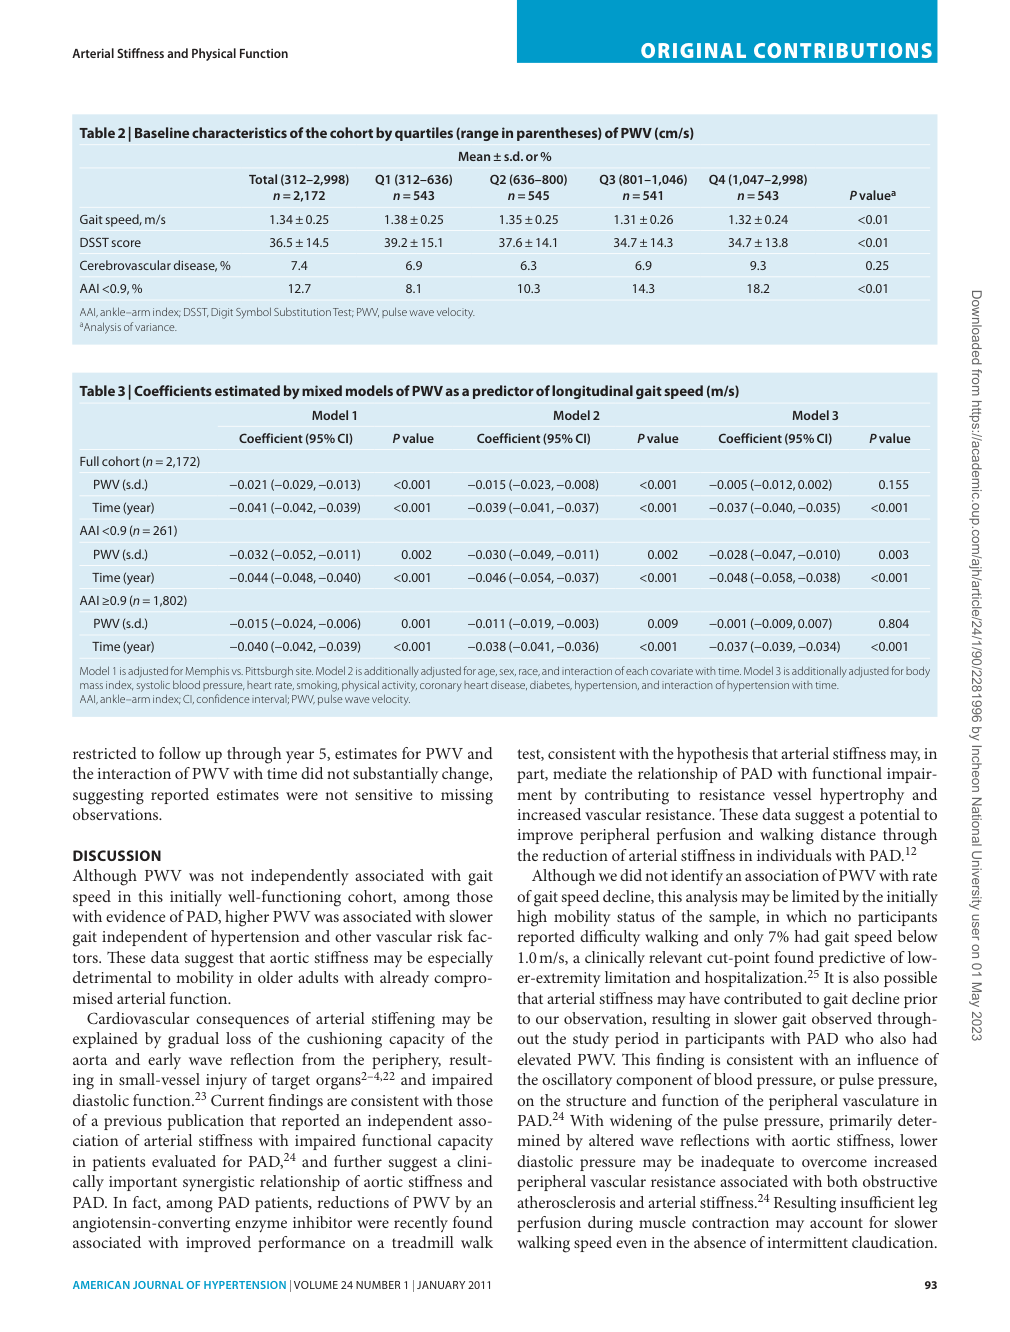 Arterial Stiffness and Physical Function
ORIGINAL CONTRIBUTIONS
Table 2 | Baseline characteristics of the cohort by quartiles (range in parentheses) of PWV (cm/s)
Mean ± s.d. or %
Total (312–2,998) Q1 (312–636) Q2 (636–800) Q3 (801–1,046) Q4 (1,047–2,998)
n = 2,172 n = 543 n = 545 n = 541 n = 543 P valueᵃ
Gait speed, m/s 1.34 ± 0.25 1.38 ± 0.25 1.35 ± 0.25 1.31 ± 0.26 1.32 ± 0.24 <0.01
DSST score 36.5 ± 14.5 39.2 ± 15.1 37.6 ± 14.1 34.7 ± 14.3 34.7 ± 13.8 <0.01
Cerebrovascular disease, % 7.4 6.9 6.3 6.9 9.3 0.25
AAI <0.9, % 12.7 8.1 10.3 14.3 18.2 <0.01
AAI, ankle–arm index; DSST, Digit Symbol Substitution Test; PWV, pulse wave velocity.
ᵃAnalysis of variance.
Table 3 | Coefficients estimated by mixed models of PWV as a predictor of longitudinal gait speed (m/s)
Model 1 Model 2 Model 3
Coefficient (95% CI) P value Coefficient (95% CI) P value Coefficient (95% CI) P value
Full cohort (n = 2,172)
PWV (s.d.) −0.021 (−0.029, −0.013) <0.001 −0.015 (−0.023, −0.008) <0.001 −0.005 (−0.012, 0.002) 0.155
Time (year) −0.041 (−0.042, −0.039) <0.001 −0.039 (−0.041, −0.037) <0.001 −0.037 (−0.040, −0.035) <0.001
AAI <0.9 (n = 261)
PWV (s.d.) −0.032 (−0.052, −0.011) 0.002 −0.030 (−0.049, −0.011) 0.002 −0.028 (−0.047, −0.010) 0.003
Time (year) −0.044 (−0.048, −0.040) <0.001 −0.046 (−0.054, −0.037) <0.001 −0.048 (−0.058, −0.038) <0.001
AAI ≥0.9 (n = 1,802)
PWV (s.d.) −0.015 (−0.024, −0.006) 0.001 −0.011 (−0.019, −0.003) 0.009 −0.001 (−0.009, 0.007) 0.804
Time (year) −0.040 (−0.042, −0.039) <0.001 −0.038 (−0.041, −0.036) <0.001 −0.037 (−0.039, −0.034) <0.001
Model 1 is adjusted for Memphis vs. Pittsburgh site. Model 2 is additionally adjusted for age, sex, race, and interaction of each covariate with time. Model 3 is additionally adjusted for body
mass index, systolic blood pressure, heart rate, smoking, physical activity, coronary heart disease, diabetes, hypertension, and interaction of hypertension with time.
AAI, ankle–arm index; CI, confidence interval; PWV, pulse wave velocity.
restricted to follow up through year 5, estimates for PWV and
the interaction of PWV with time did not substantially change,
suggesting reported estimates were not sensitive to missing
observations.
DISCUSSION
Although PWV was not independently associated with gait
speed in this initially well-functioning cohort, among those
with evidence of PAD, higher PWV was associated with slower
gait independent of hypertension and other vascular risk fac-
tors. These data suggest that aortic stiffness may be especially
detrimental to mobility in older adults with already compro-
mised arterial function.
Cardiovascular consequences of arterial stiffening may be
explained by gradual loss of the cushioning capacity of the
aorta and early wave reflection from the periphery, result-
ing in small-vessel injury of target organs²⁻⁴,²² and impaired
diastolic function.²³ Current findings are consistent with those
of a previous publication that reported an independent asso-
ciation of arterial stiffness with impaired functional capacity
in patients evaluated for PAD,²⁴ and further suggest a clini-
cally important synergistic relationship of aortic stiffness and
PAD. In fact, among PAD patients, reductions of PWV by an
angiotensin-converting enzyme inhibitor were recently found
associated with improved performance on a treadmill walk
test, consistent with the hypothesis that arterial stiffness may, in
part, mediate the relationship of PAD with functional impair-
ment by contributing to resistance vessel hypertrophy and
increased vascular resistance. These data suggest a potential to
improve peripheral perfusion and walking distance through
the reduction of arterial stiffness in individuals with PAD.¹²
Although we did not identify an association of PWV with rate
of gait speed decline, this analysis may be limited by the initially
high mobility status of the sample, in which no participants
reported difficulty walking and only 7% had gait speed below
1.0 m/s, a clinically relevant cut-point found predictive of low-
er-extremity limitation and hospitalization.²⁵ It is also possible
that arterial stiffness may have contributed to gait decline prior
to our observation, resulting in slower gait observed through-
out the study period in participants with PAD who also had
elevated PWV. This finding is consistent with an influence of
the oscillatory component of blood pressure, or pulse pressure,
on the structure and function of the peripheral vasculature in
PAD.²⁴ With widening of the pulse pressure, primarily deter-
mined by altered wave reflections with aortic stiffness, lower
diastolic pressure may be inadequate to overcome increased
peripheral vascular resistance associated with both obstructive
atherosclerosis and arterial stiffness.²⁴ Resulting insufficient leg
perfusion during muscle contraction may account for slower
walking speed even in the absence of intermittent claudication.
AMERICAN JOURNAL OF HYPERTENSION | VOLUME 24 NUMBER 1 | JANUARY 2011
93
Downloaded from https://academic.oup.com/ajh/article/24/1/90/2281996 by Incheon National University user on 01 May 2023